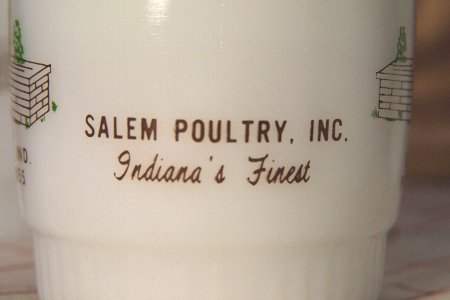 SALEM POULTRY, INC.
Indiana's Finest